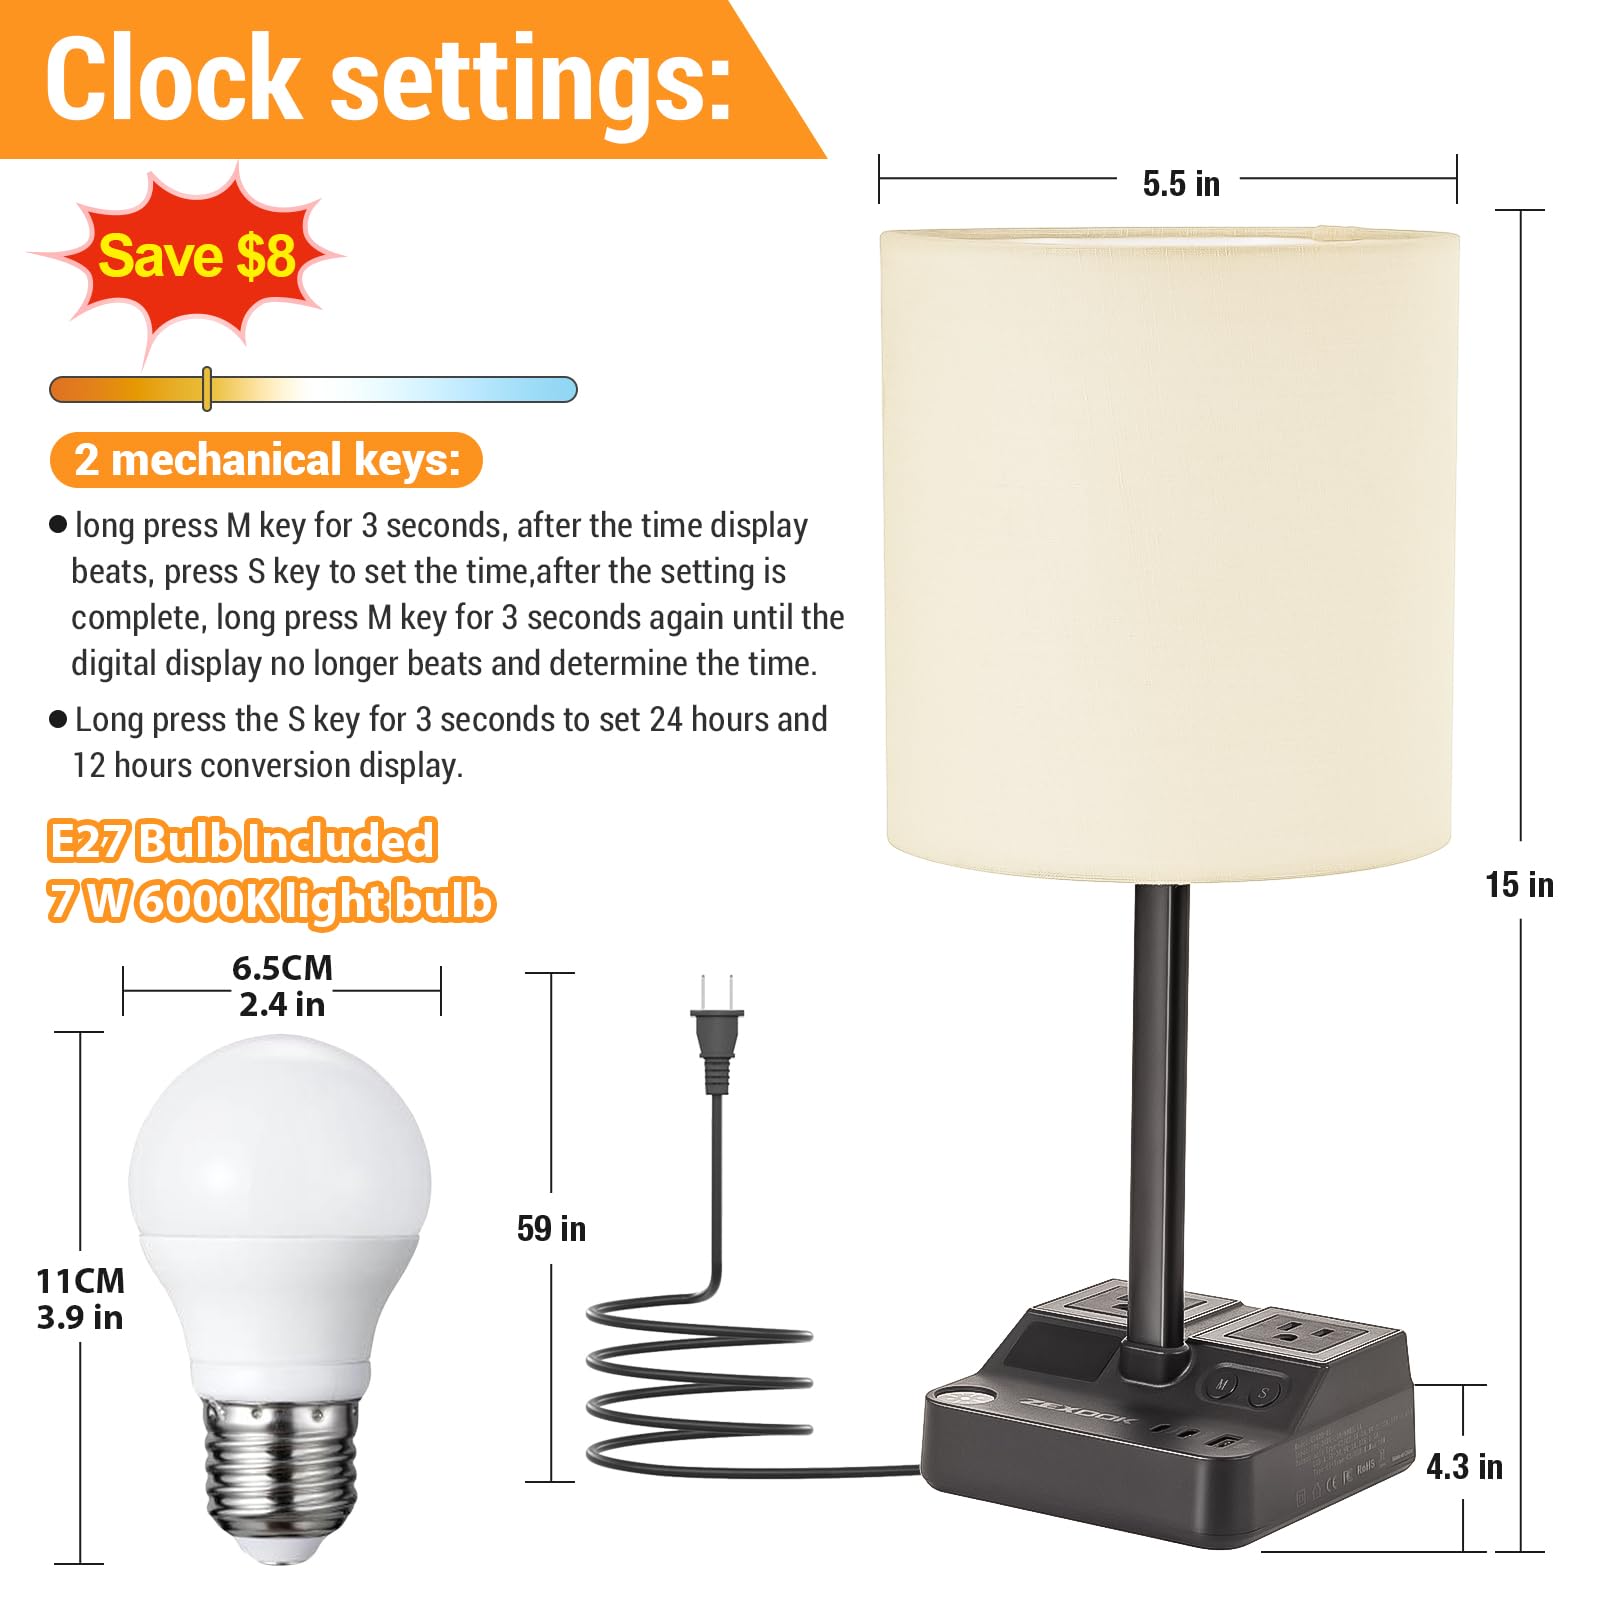 Clock settings:
Save $8
5.5 in
2 mechanical keys:
● long press M key for 3 seconds, after the time display
beats, press S key to set the time,after the setting is
complete, long press M key for 3 seconds again until the
digital display no longer beats and determine the time.
● Long press the S key for 3 seconds to set 24 hours and
12 hours conversion display.
E27 Bulb Included
7 W 6000K light bulb
15 in
6.5CM
2.4 in
59 in
11CM
3.9 in
M
S
ZEXOOK
4.3 in
RoHS